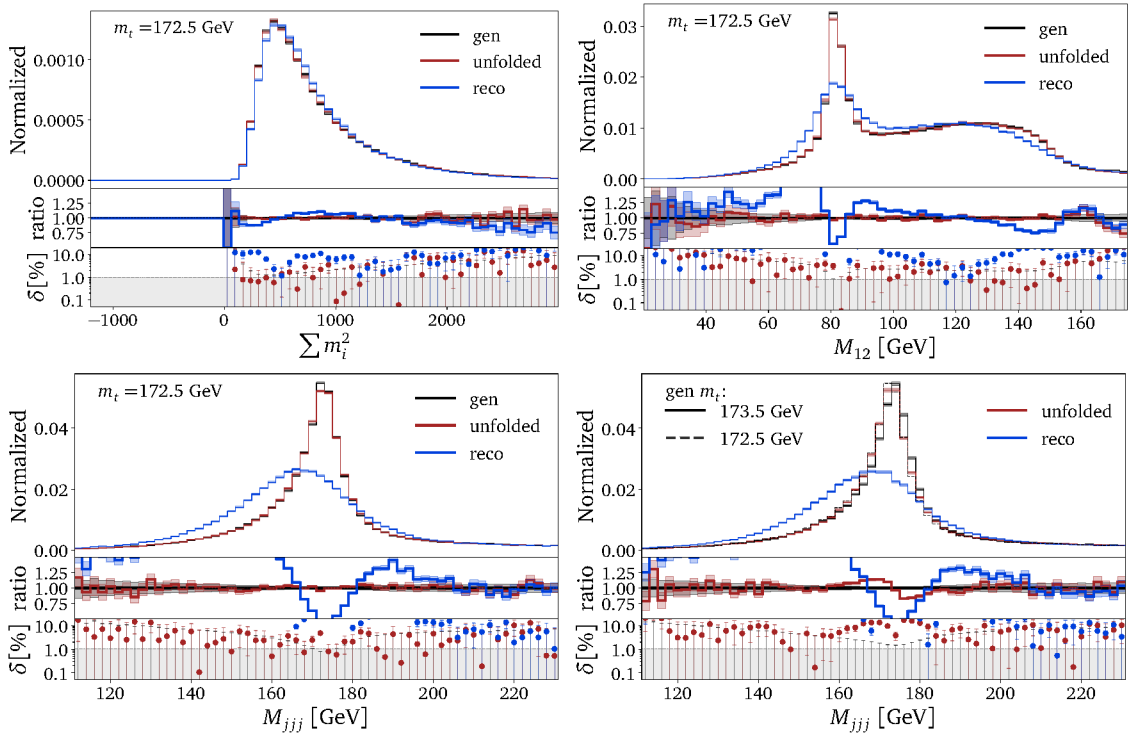 m_t = 172.5 GeV
gen
unfolded
reco
Normalized
0.0010
0.0005
0.0000
ratio
1.25
1.00
0.75
δ[%]
10.0
1.0
0.1
−1000 0 1000 2000
∑ m_i^2
m_t = 172.5 GeV
gen
unfolded
reco
Normalized
0.03
0.02
0.01
0.00
ratio
1.25
1.00
0.75
δ[%]
10.0
1.0
0.1
40 60 80 100 120 140 160
M_12 [GeV]
m_t = 172.5 GeV
gen
unfolded
reco
Normalized
0.04
0.02
0.00
ratio
1.25
1.00
0.75
δ[%]
10.0
1.0
0.1
120 140 160 180 200 220
M_jjj [GeV]
gen m_t:
173.5 GeV
172.5 GeV
unfolded
reco
Normalized
0.04
0.02
0.00
ratio
1.25
1.00
0.75
δ[%]
10.0
1.0
0.1
120 140 160 180 200 220
M_jjj [GeV]